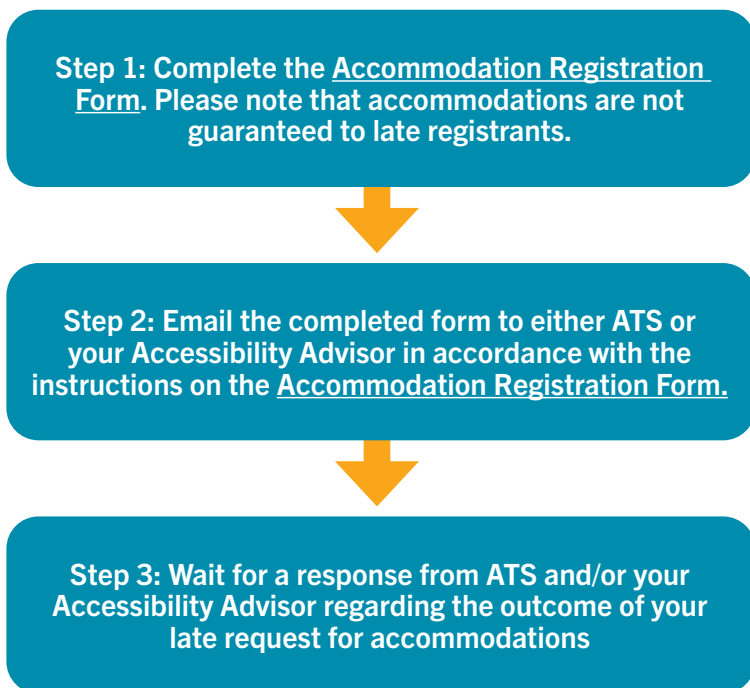 Step 1: Complete the Accommodation Registration
Form. Please note that accommodations are not
guaranteed to late registrants.
Step 2: Email the completed form to either ATS or
your Accessibility Advisor in accordance with the
instructions on the Accommodation Registration Form.
Step 3: Wait for a response from ATS and/or your
Accessibility Advisor regarding the outcome of your
late request for accommodations